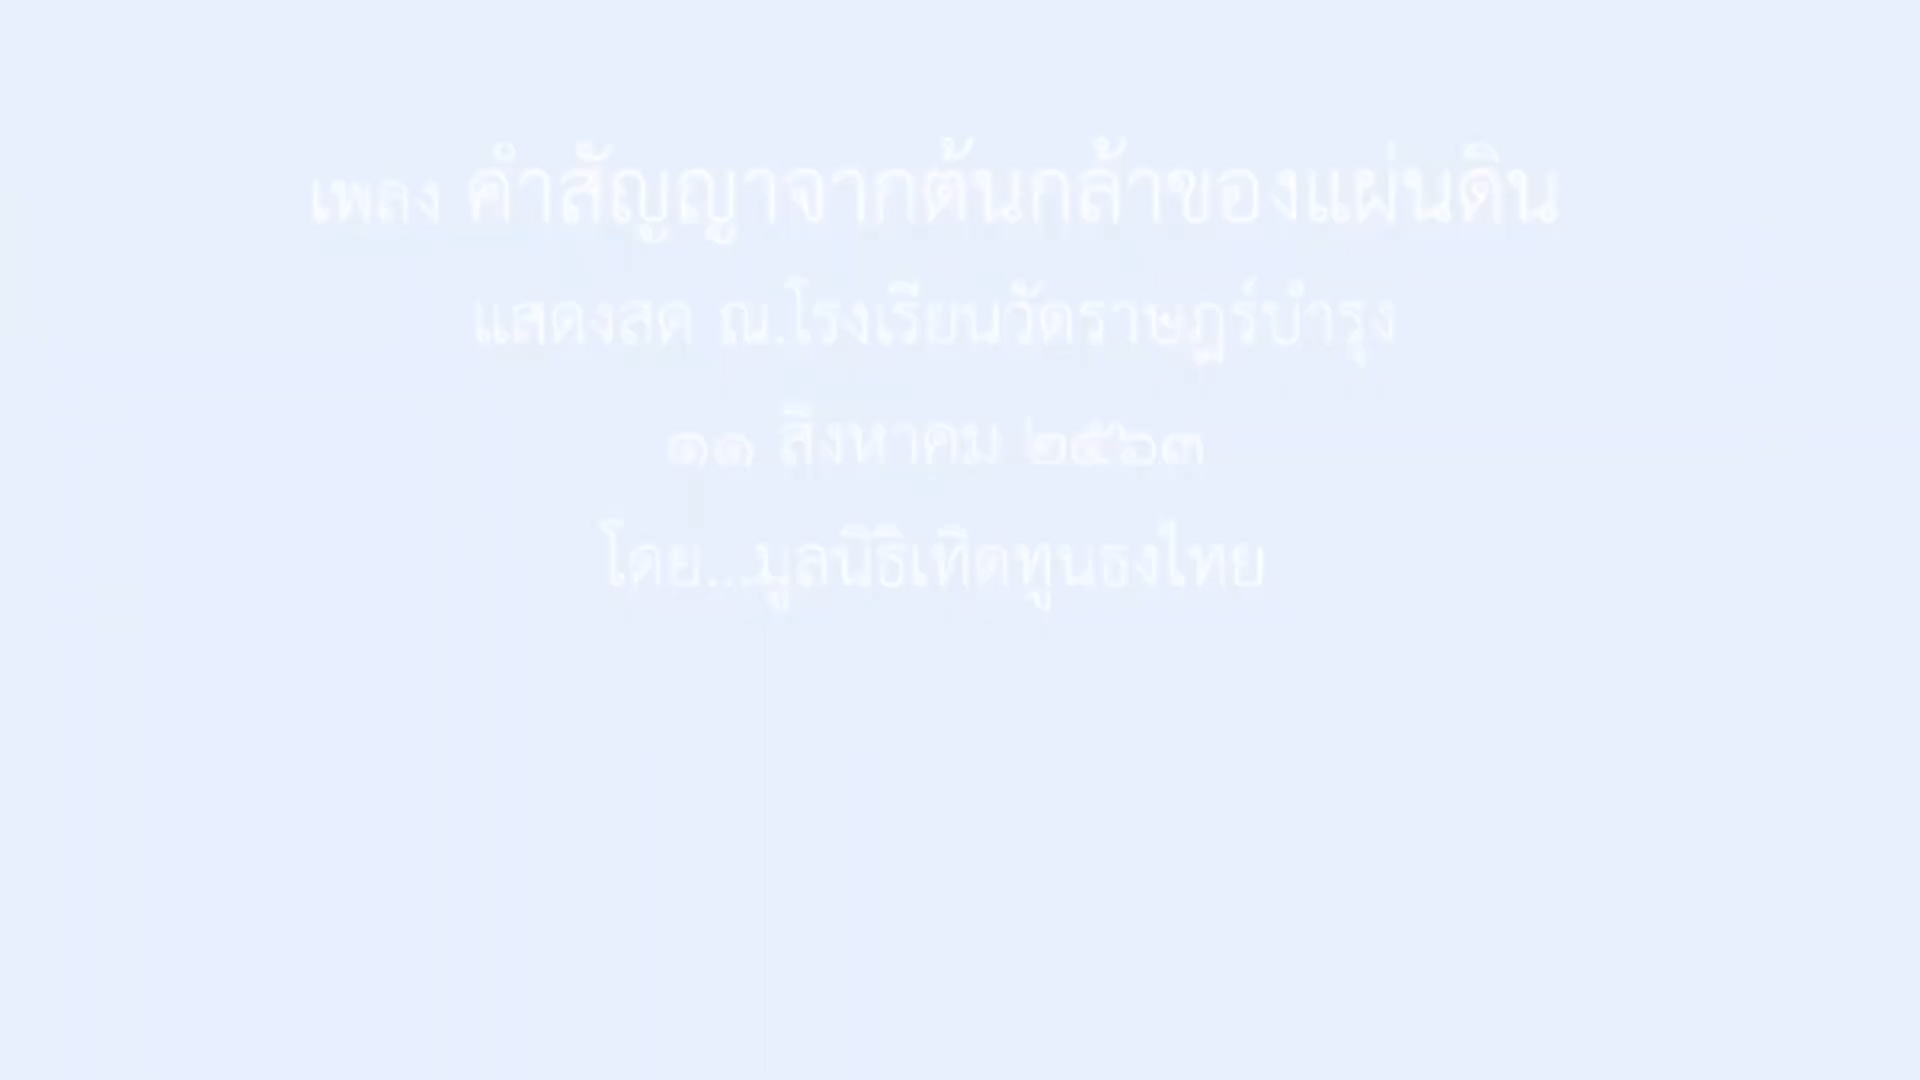 เพลง คำสัญญาจากต้นกล้าของแผ่นดิน
แสดงสด ณ.โรงเรียนวัดราษฎร์บำรุง
๑๑ สิงหาคม ๒๕๖๓
โดย...มูลนิธิเทิดทูนธงไทย